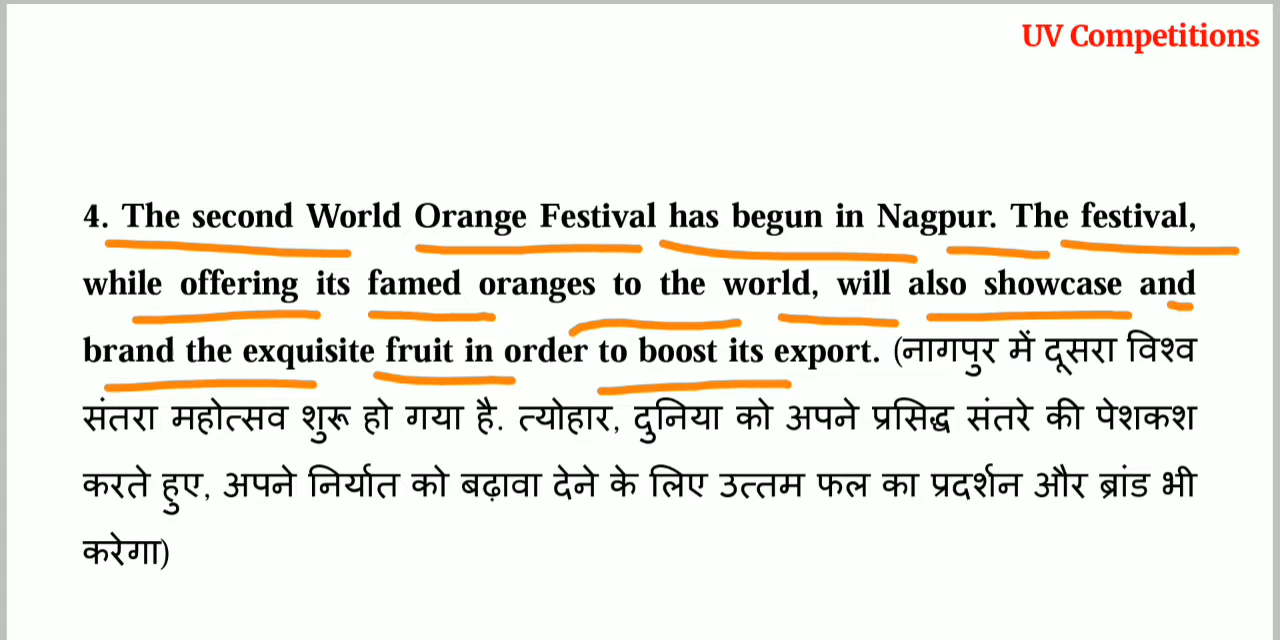 UV Competitions
4. The second World Orange Festival has begun in Nagpur. The festival,
while offering its famed oranges to the world, will also showcase and
brand the exquisite fruit in order to boost its export. (नागपुर में दूसरा विश्व
संतरा महोत्सव शुरू हो गया है. त्योहार, दुनिया को अपने प्रसिद्ध संतरे की पेशकश
करते हुए, अपने निर्यात को बढ़ावा देने के लिए उत्तम फल का प्रदर्शन और ब्रांड भी
करेगा)